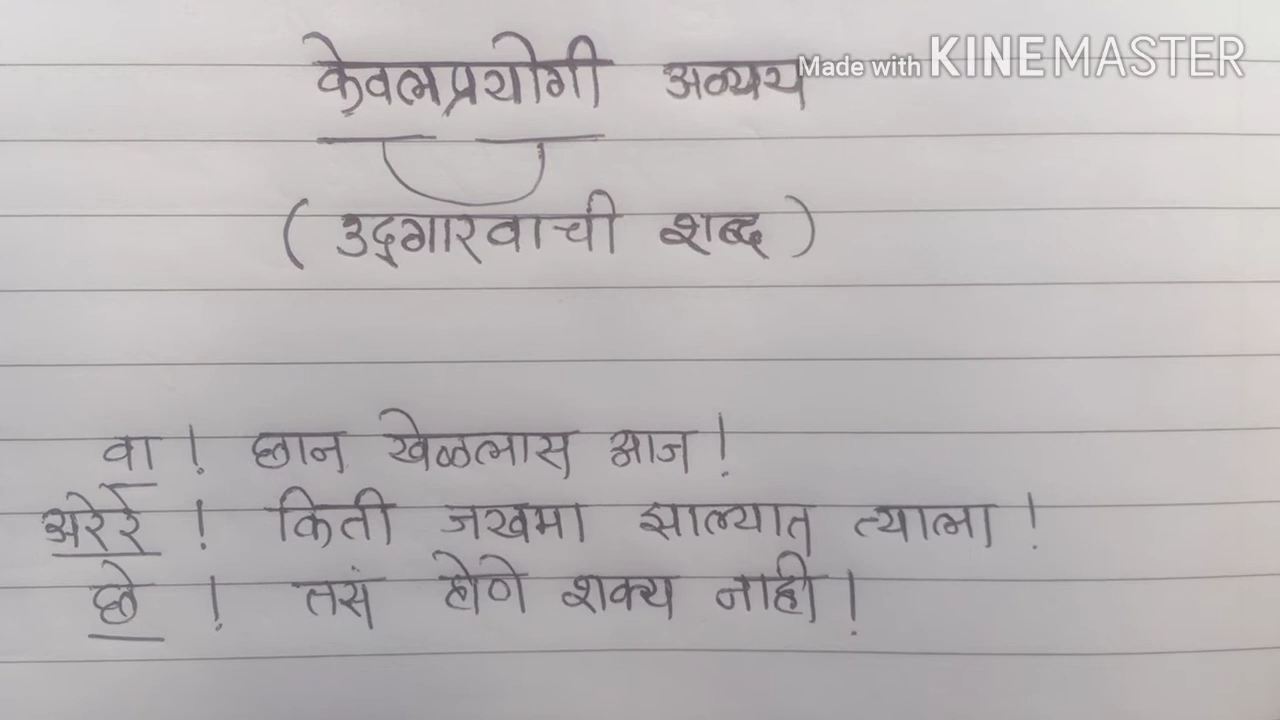 केवलप्रयोगी अव्यय
Made with KINEMASTER
( उद्गारवाची शब्द )
वा ! छान खेळलास आज !
अरेरे ! किती जखमा झाल्यात त्याला !
छे ! तसं होणे शक्य नाही !